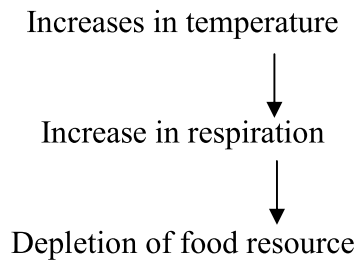 Increases in temperature
Increase in respiration
Depletion of food resource